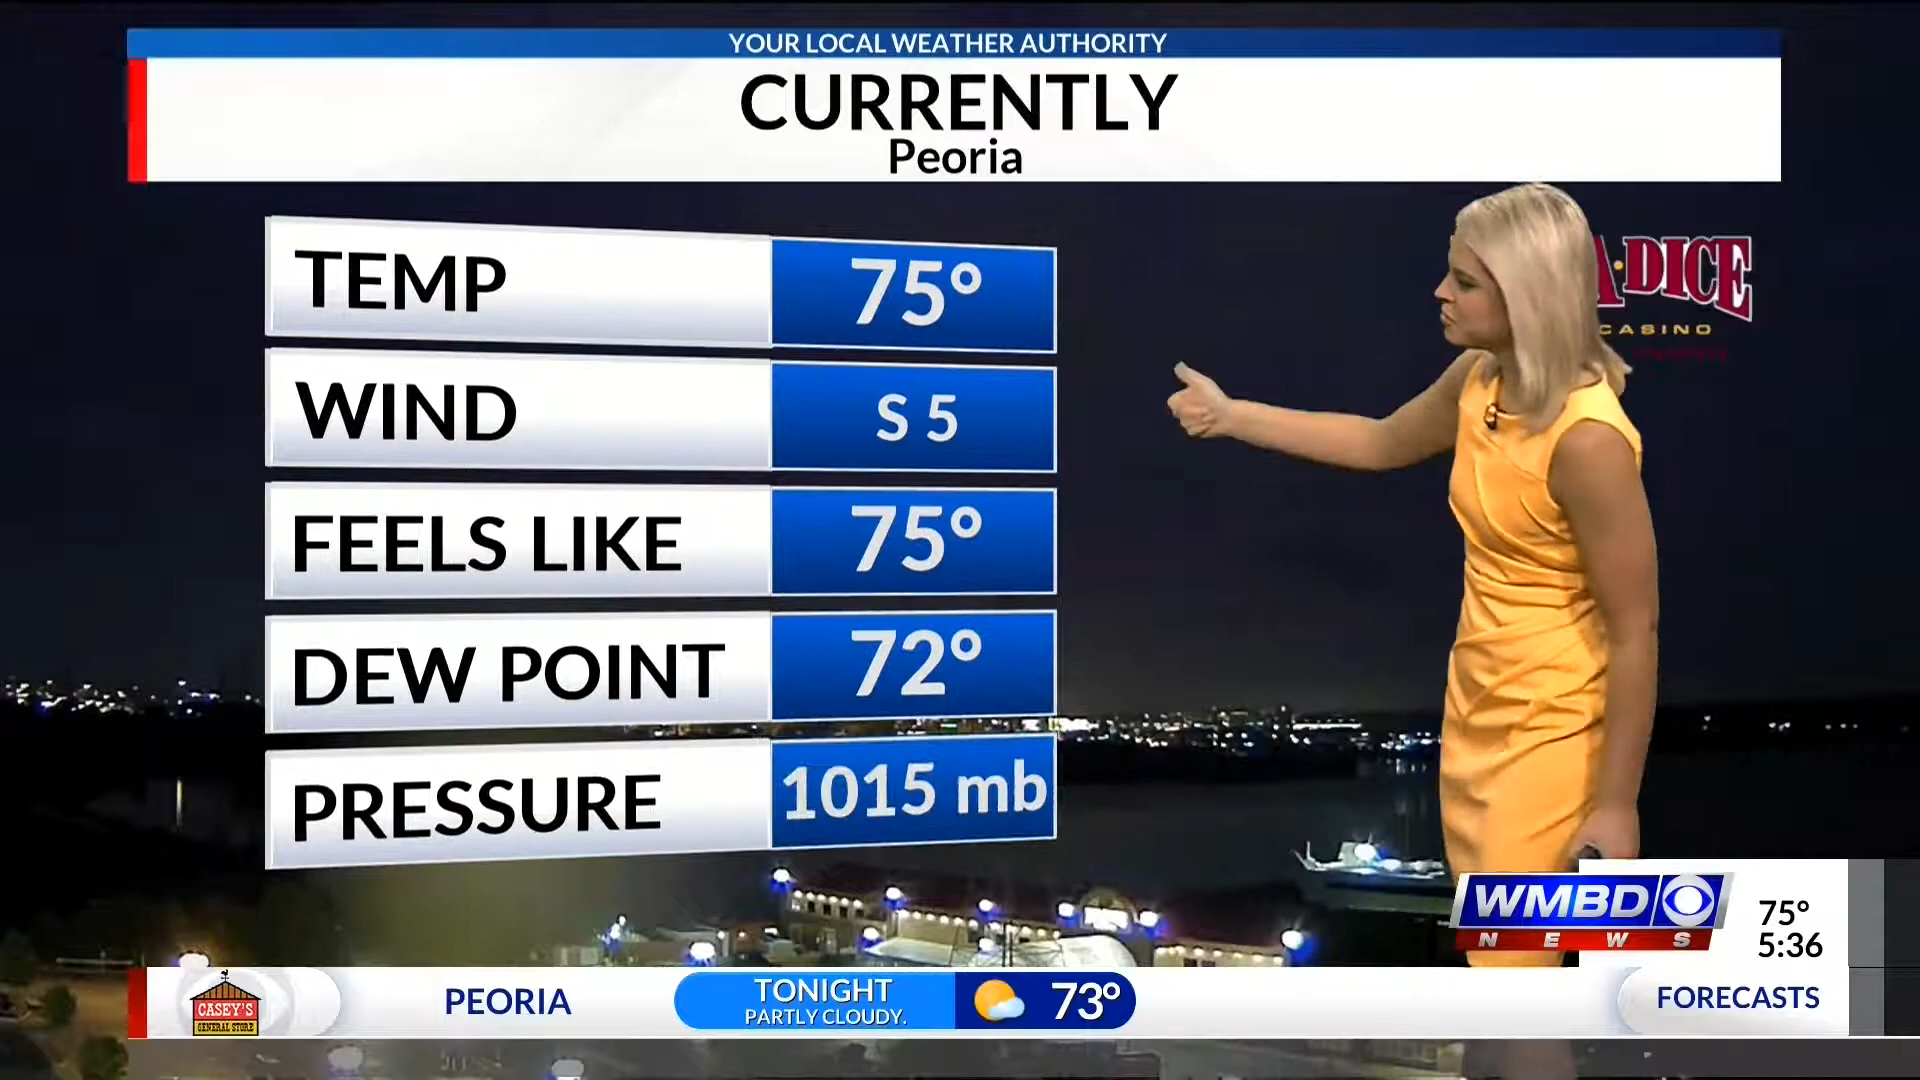 YOUR LOCAL WEATHER AUTHORITY
CURRENTLY
Peoria
TEMP 75°
WIND S 5
FEELS LIKE 75°
DEW POINT 72°
PRESSURE 1015 mb
A·DICE
CASINO
WMBD
NEWS
75°
5:36
CASEY'S
GENERAL STORE
PEORIA
TONIGHT
PARTLY CLOUDY.
73°
FORECASTS